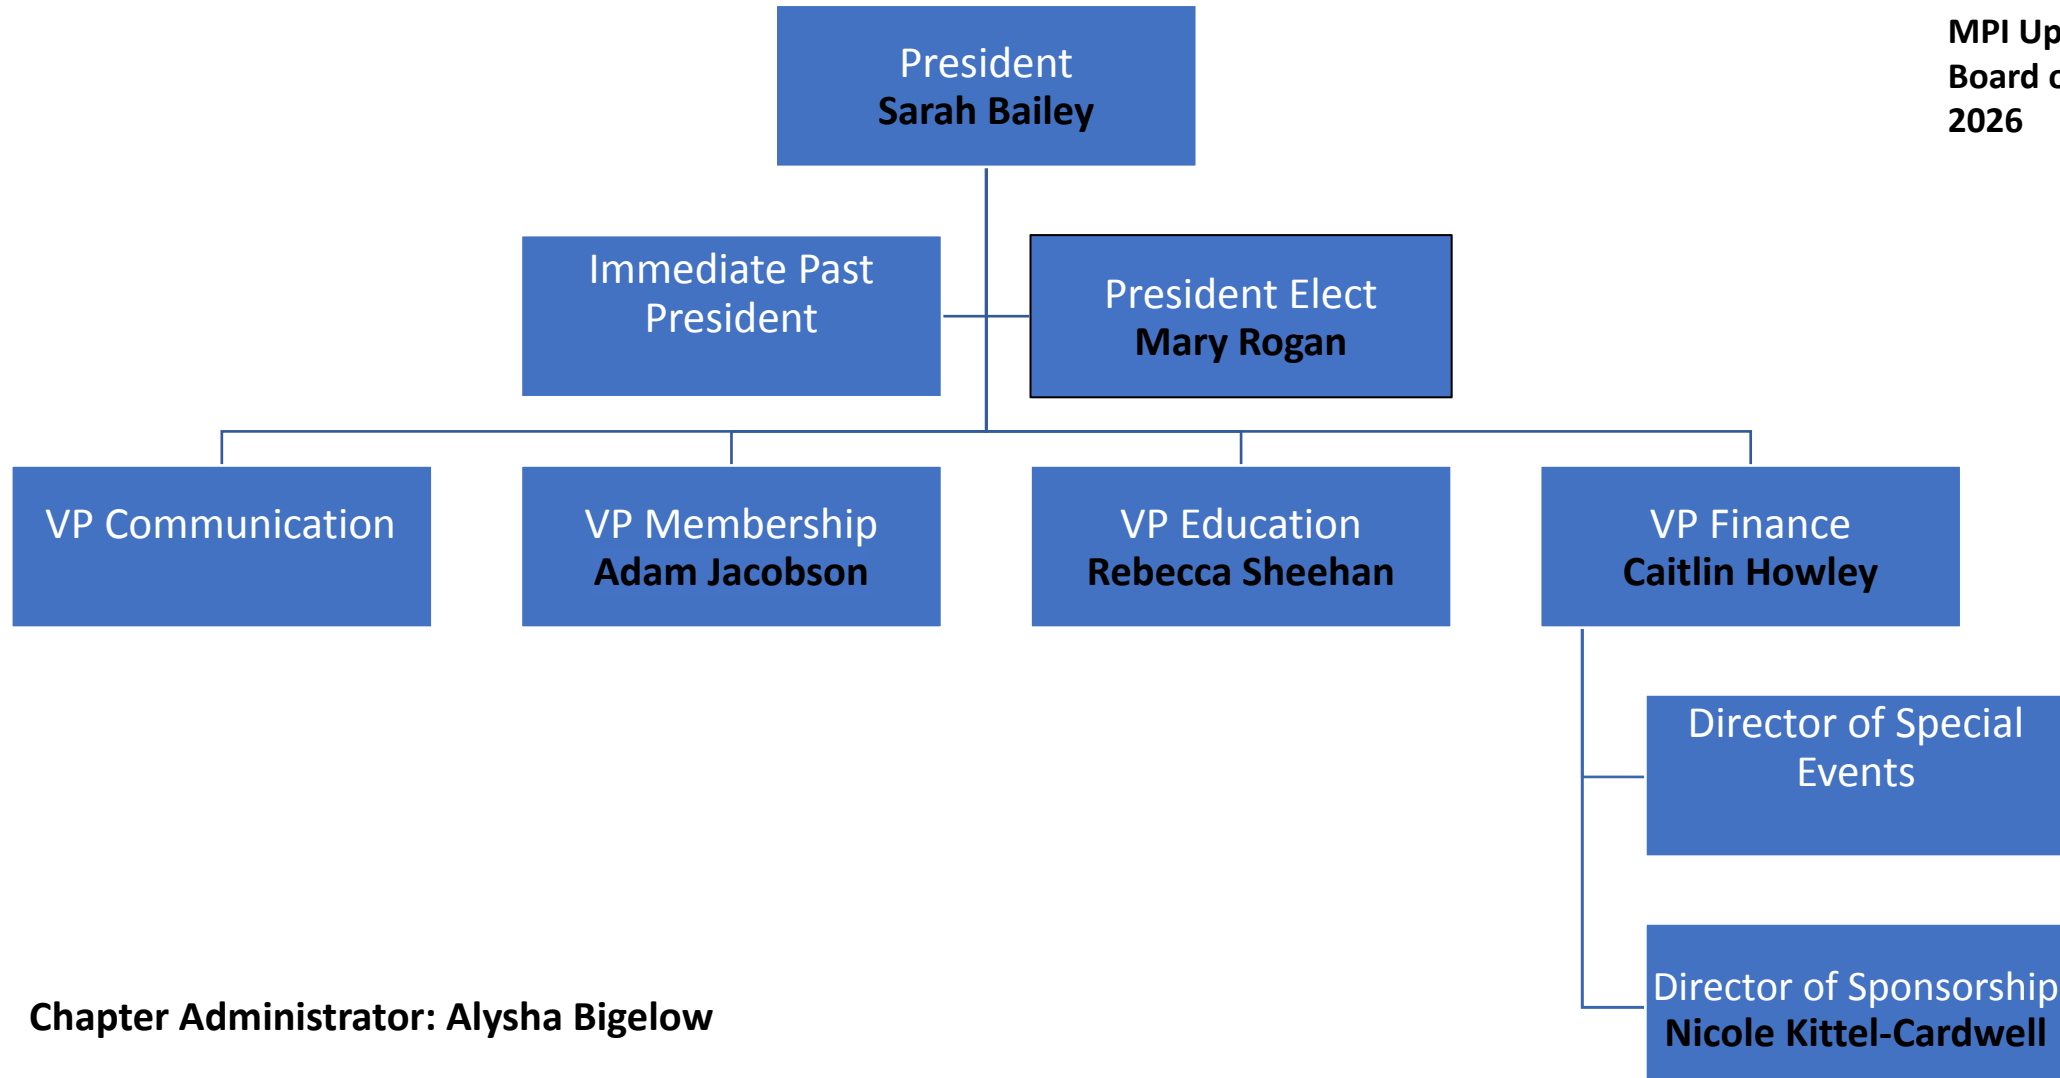 President
Sarah Bailey
MPI Up
Board
2026
Immediate Past
President
President Elect
Mary Rogan
VP Communication
VP Membership
Adam Jacobson
VP Education
Rebecca Sheehan
VP Finance
Caitlin Howley
Director of Special
Events
Director of Sponsorship
Nicole Kittel-Cardwell
Chapter Administrator: Alysha Bigelow